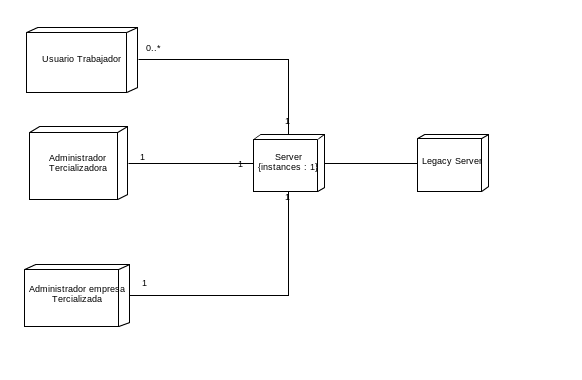 0..*
Usuario Trabajador
1
Administrador
Tercializadora
1
1
Server
{instances : 1}
Legacy Server
1
1
Administrador empresa
Tercializada